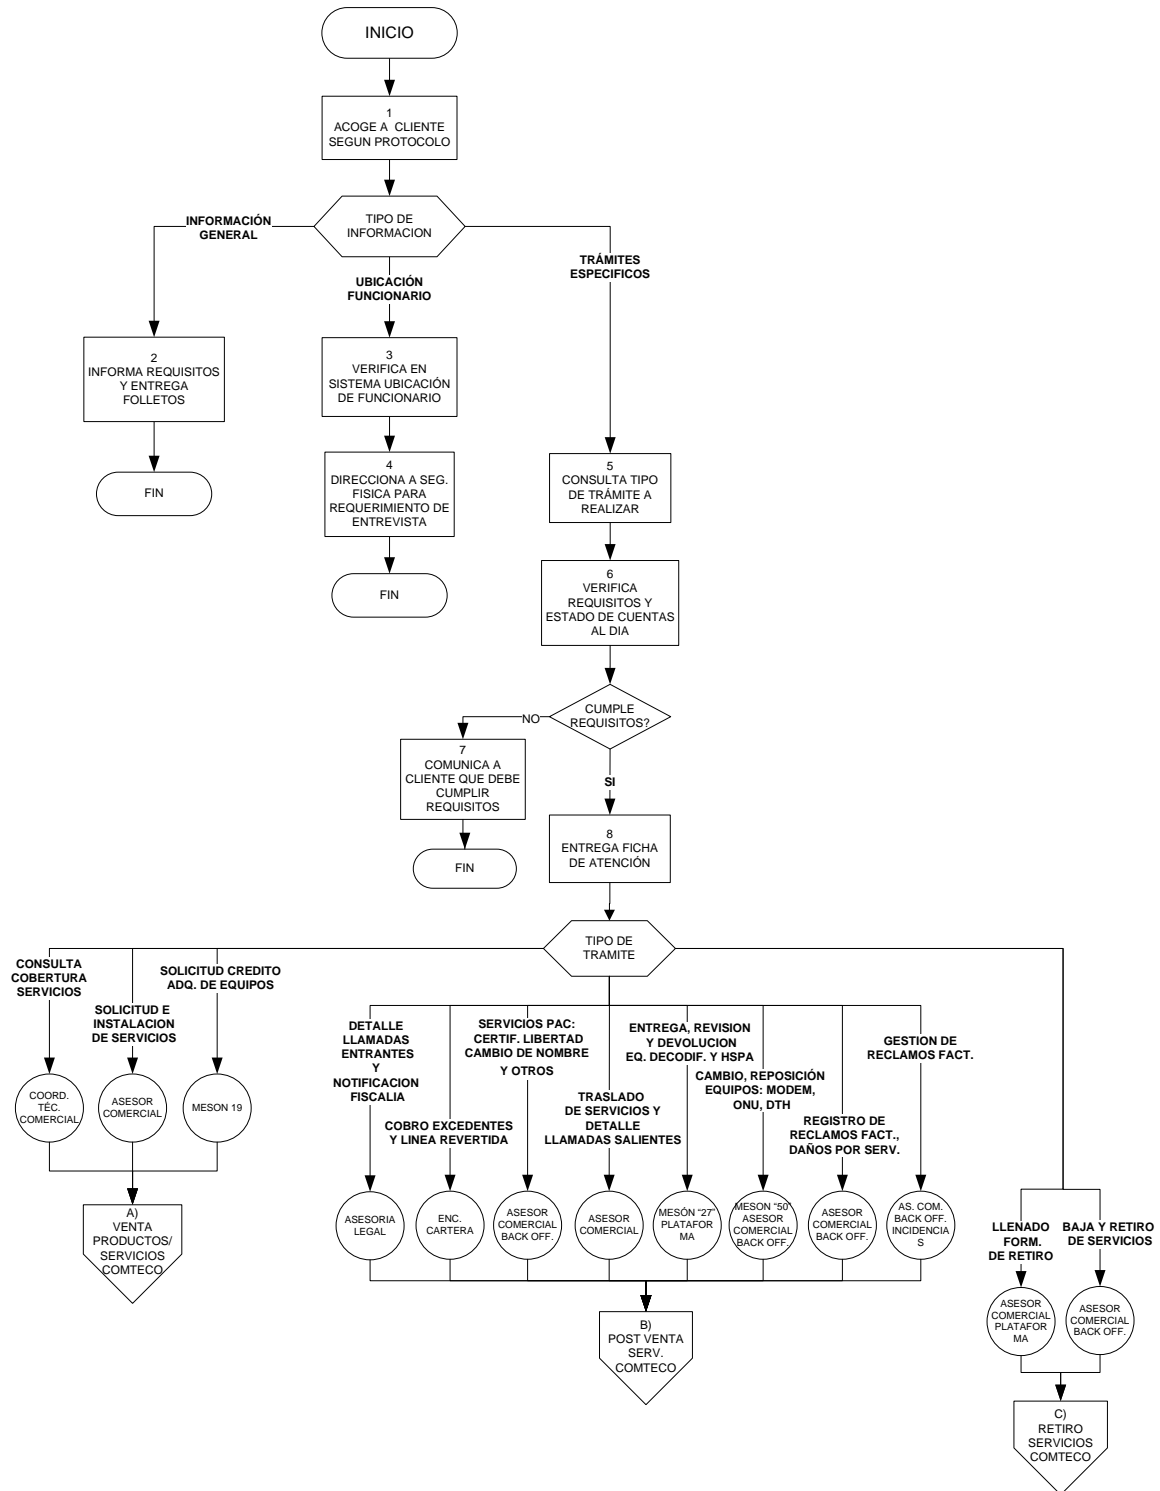 INICIO
1
ACOGE A CLIENTE
SEGUN PROTOCOLO
TIPO DE
INFORMACION
INFORMACIÓN
GENERAL
UBICACIÓN
FUNCIONARIO
TRÁMITES
ESPECIFICOS
2
INFORMA REQUISITOS
Y ENTREGA
FOLLETOS
FIN
3
VERIFICA EN
SISTEMA UBICACIÓN
DE FUNCIONARIO
4
DIRECCIONA A SEG.
FISICA PARA
REQUERIMIENTO DE
ENTREVISTA
FIN
5
CONSULTA TIPO
DE TRÁMITE A
REALIZAR
6
VERIFICA
REQUISITOS Y
ESTADO DE CUENTAS
AL DIA
CUMPLE
REQUISITOS?
NO
7
COMUNICA A
CLIENTE QUE DEBE
CUMPLIR
REQUISITOS
FIN
SI
8
ENTREGA FICHA
DE ATENCIÓN
TIPO DE
TRAMITE
CONSULTA
COBERTURA
SERVICIOS
SOLICITUD E
INSTALACION
DE SERVICIOS
SOLICITUD CREDITO
ADQ. DE EQUIPOS
COORD.
TÉC.
COMERCIAL
ASESOR
COMERCIAL
MESON 19
A)
VENTA
PRODUCTOS/
SERVICIOS
COMTECO
DETALLE
LLAMADAS
ENTRANTES
Y
NOTIFICACION
FISCALIA
COBRO EXCEDENTES
Y LINEA REVERTIDA
SERVICIOS PAC:
CERTIF. LIBERTAD
CAMBIO DE NOMBRE
Y OTROS
TRASLADO
DE SERVICIOS Y
DETALLE
LLAMADAS SALIENTES
ENTREGA, REVISION
Y DEVOLUCION
EQ. DECODIF. Y HSPA
CAMBIO, REPOSICIÓN
EQUIPOS: MODEM,
ONU, DTH
REGISTRO DE
RECLAMOS FACT.,
DAÑOS POR SERV.
GESTION DE
RECLAMOS FACT.
ASESORIA
LEGAL
ENC.
CARTERA
ASESOR
COMERCIAL
BACK OFF.
ASESOR
COMERCIAL
MESÓN “27”
PLATAFOR
MA
MESON “50”
ASESOR
COMERCIAL
BACK OFF.
ASESOR
COMERCIAL
BACK OFF.
AS. COM.
BACK OFF.
INCIDENCIA
S
B)
POST VENTA
SERV.
COMTECO
LLENADO
FORM.
DE RETIRO
BAJA Y RETIRO
DE SERVICIOS
ASESOR
COMERCIAL
PLATAFOR
MA
ASESOR
COMERCIAL
BACK OFF.
C)
RETIRO
SERVICIOS
COMTECO